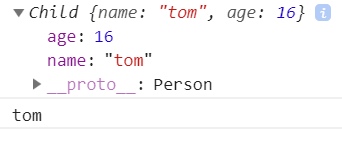 ▼ Child {name: "tom", age: 16} i
age: 16
name: "tom"
▶ __proto__: Person
tom